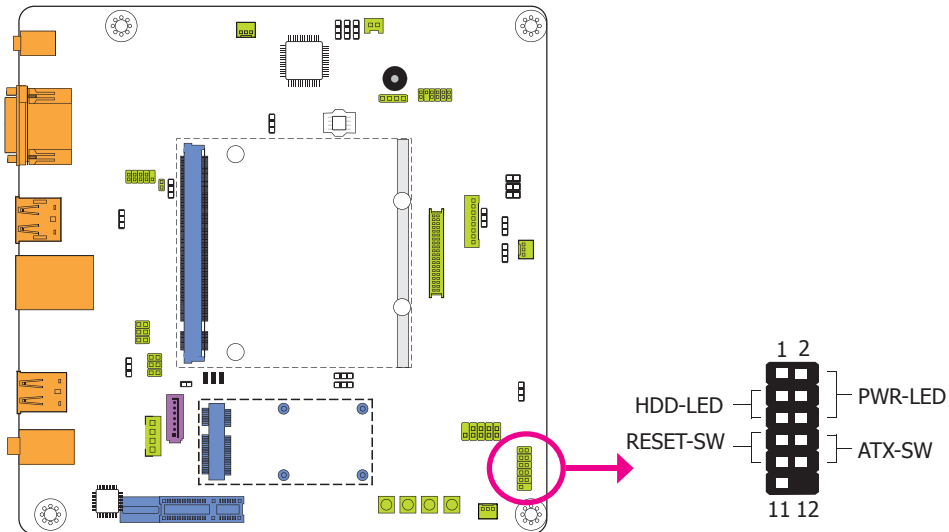 1 2
HDD-LED
PWR-LED
RESET-SW
ATX-SW
11 12